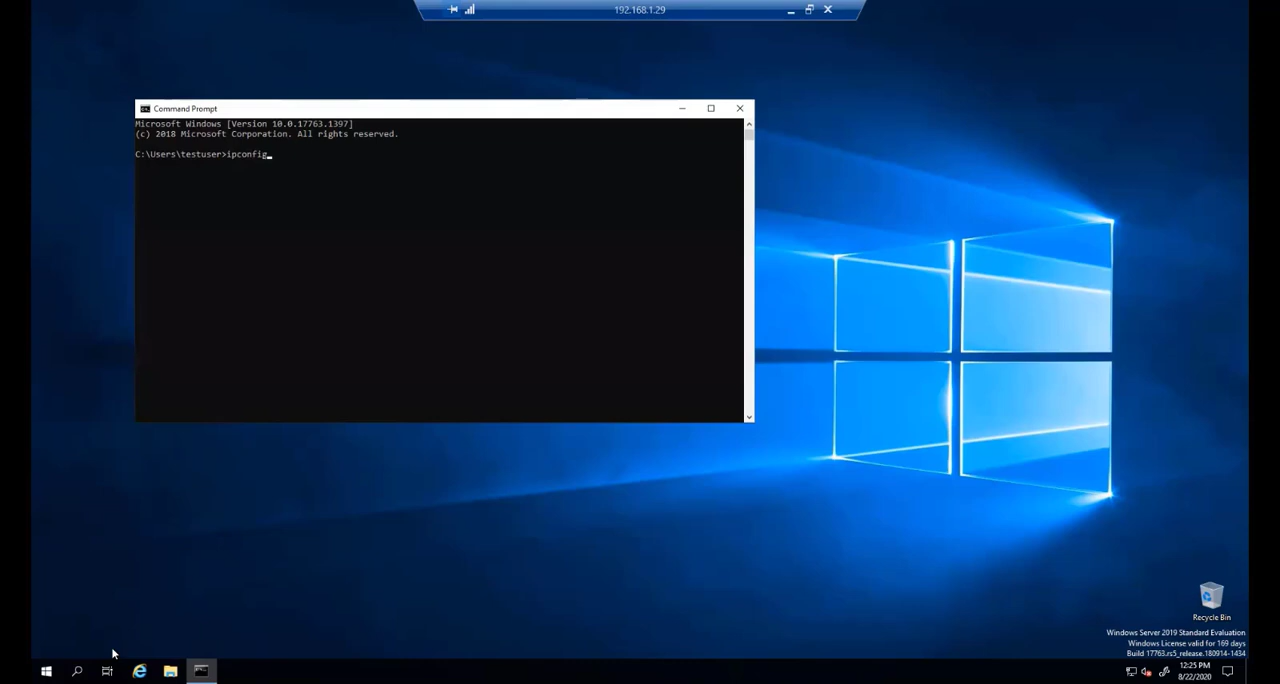 192.168.1.29
Command Prompt
Microsoft Windows [Version 10.0.17763.1397]
(c) 2018 Microsoft Corporation. All rights reserved.
C:\Users\testuser>ipconfig_
Recycle Bin
Windows Server 2019 Standard Evaluation
Windows License valid for 169 days
Build 17763.rs5_release.180914-1434
12:25 PM
8/22/2020